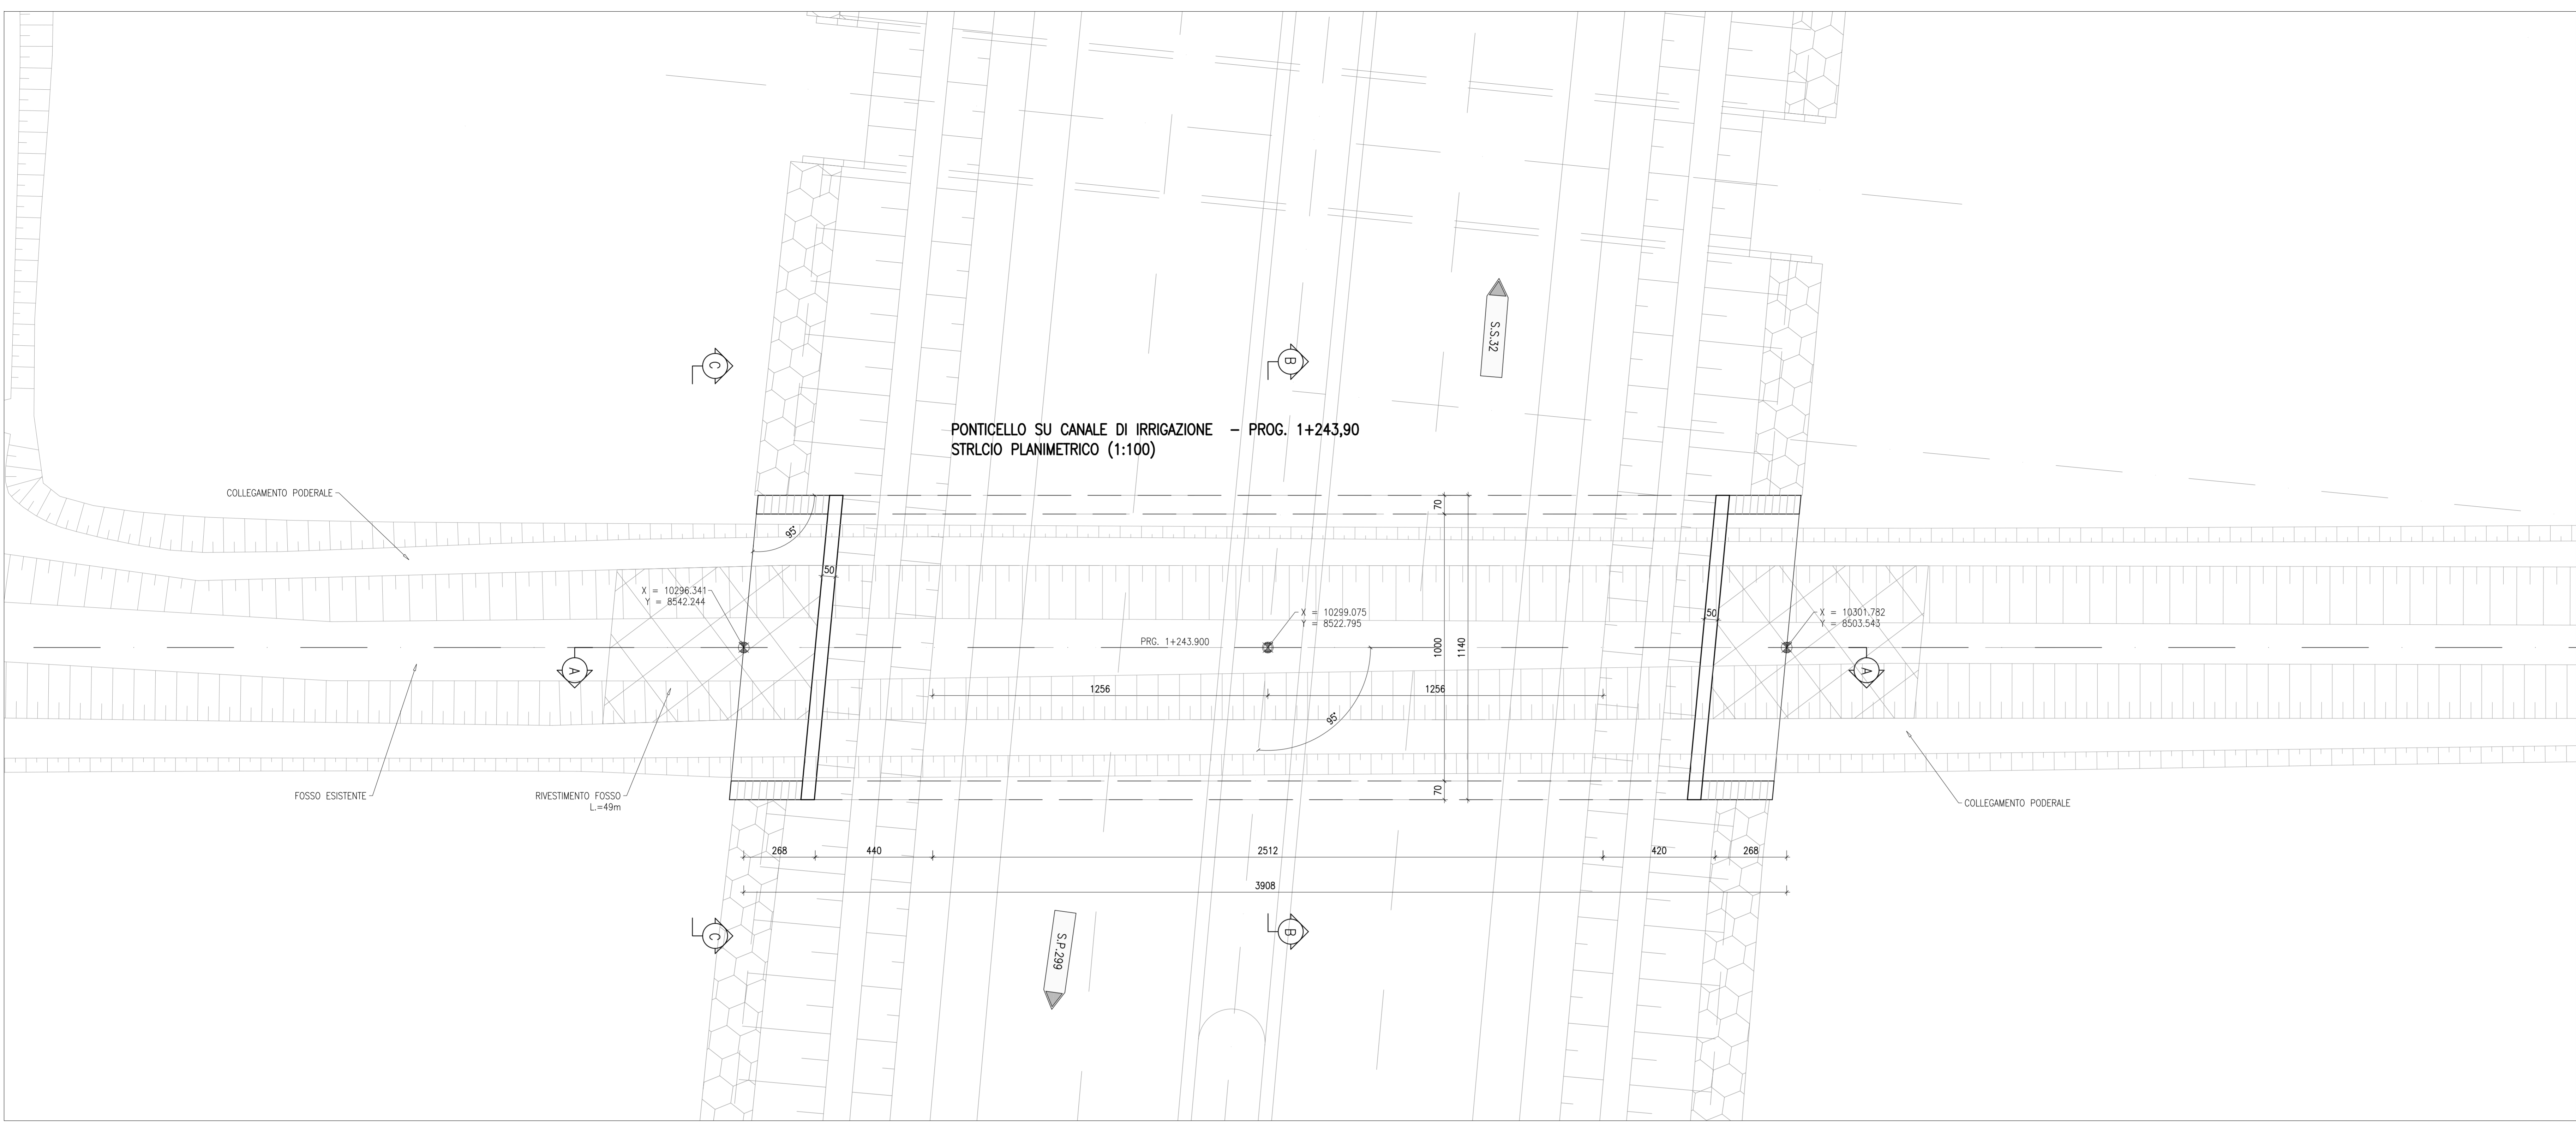 S.S.32
C
B
PONTICELLO SU CANALE DI IRRIGAZIONE – PROG. 1+243,90
STRLCIO PLANIMETRICO (1:100)
COLLEGAMENTO PODERALE
95°
70
50
X = 10296.341
Y = 8542.244
X = 10299.075
Y = 8522.795
50
X = 10301.782
Y = 8503.543
PRG. 1+243.900
1000
1140
A
A
1256
1256
95°
FOSSO ESISTENTE
RIVESTIMENTO FOSSO
L.=49m
70
COLLEGAMENTO PODERALE
268
440
2512
420
268
3908
C
B
S.P.299